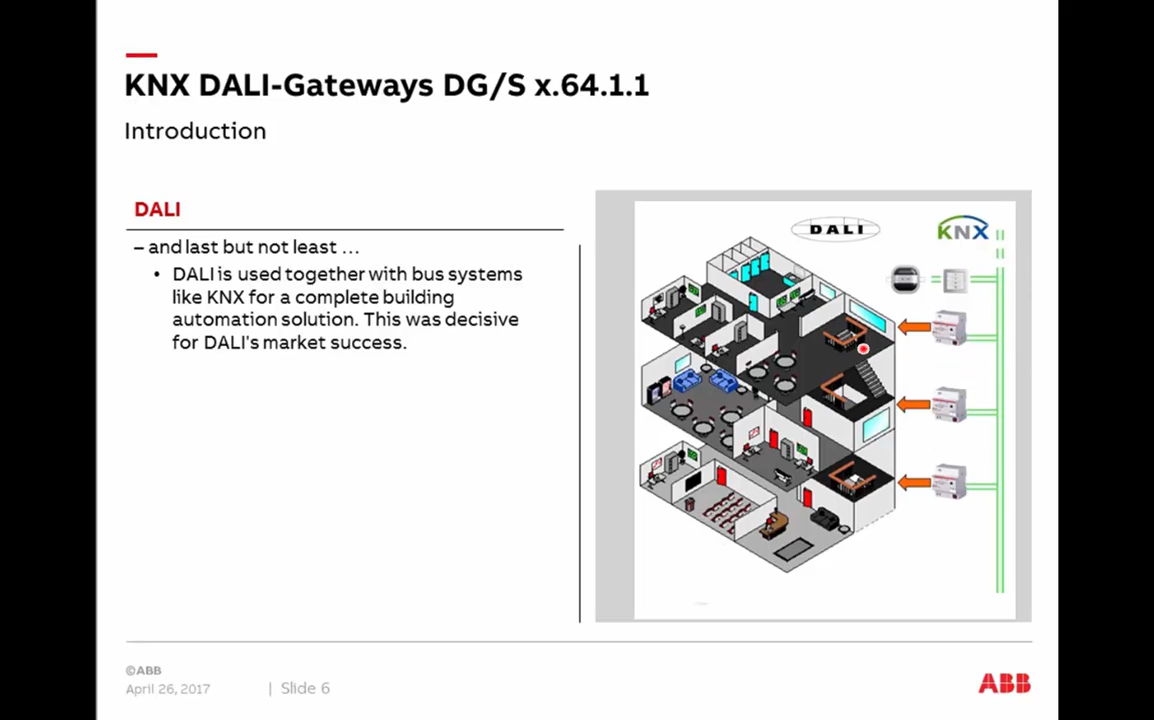 KNX DALI-Gateways DG/S x.64.1.1
Introduction
DALI
– and last but not least …
• DALI is used together with bus systems
like KNX for a complete building
automation solution. This was decisive
for DALI's market success.
DALI
KNX
©ABB
April 26, 2017
| Slide 6
ABB